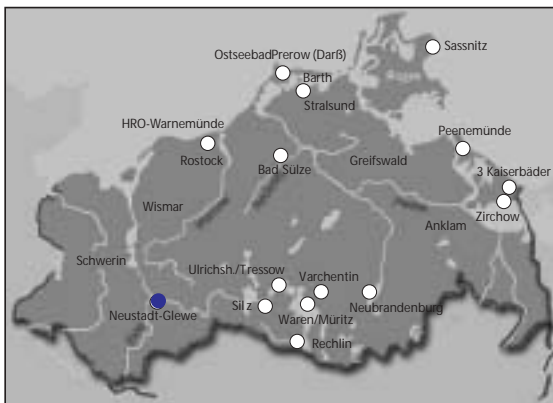 Sassnitz
OstseebadPrerow (Darß)
Barth
Stralsund
HRO-Warnemünde
Rostock
Bad Sülze
Greifswald
Peenemünde
3 Kaiserbäder
Zirchow
Wismar
Anklam
Schwerin
Ulrichsh./Tressow
Varchentin
Silz
Neustadt-Glewe
Waren/Müritz
Neubrandenburg
Rechlin